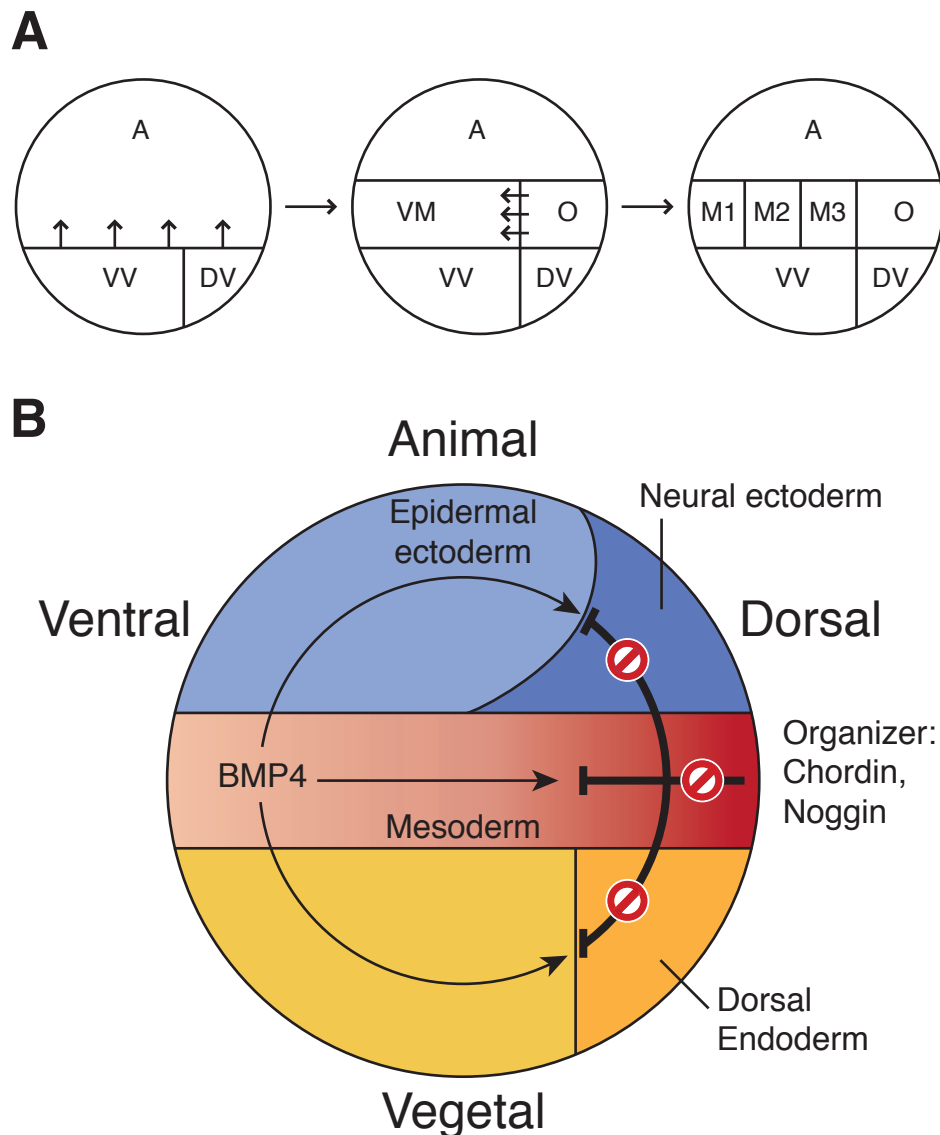 A
A
VV
DV
A
VM
O
VV
DV
A
M1
M2
M3
O
VV
DV
B
Animal
Epidermal
ectoderm
Neural ectoderm
Ventral
Dorsal
BMP4
Mesoderm
Organizer:
Chordin,
Noggin
Dorsal
Endoderm
Vegetal